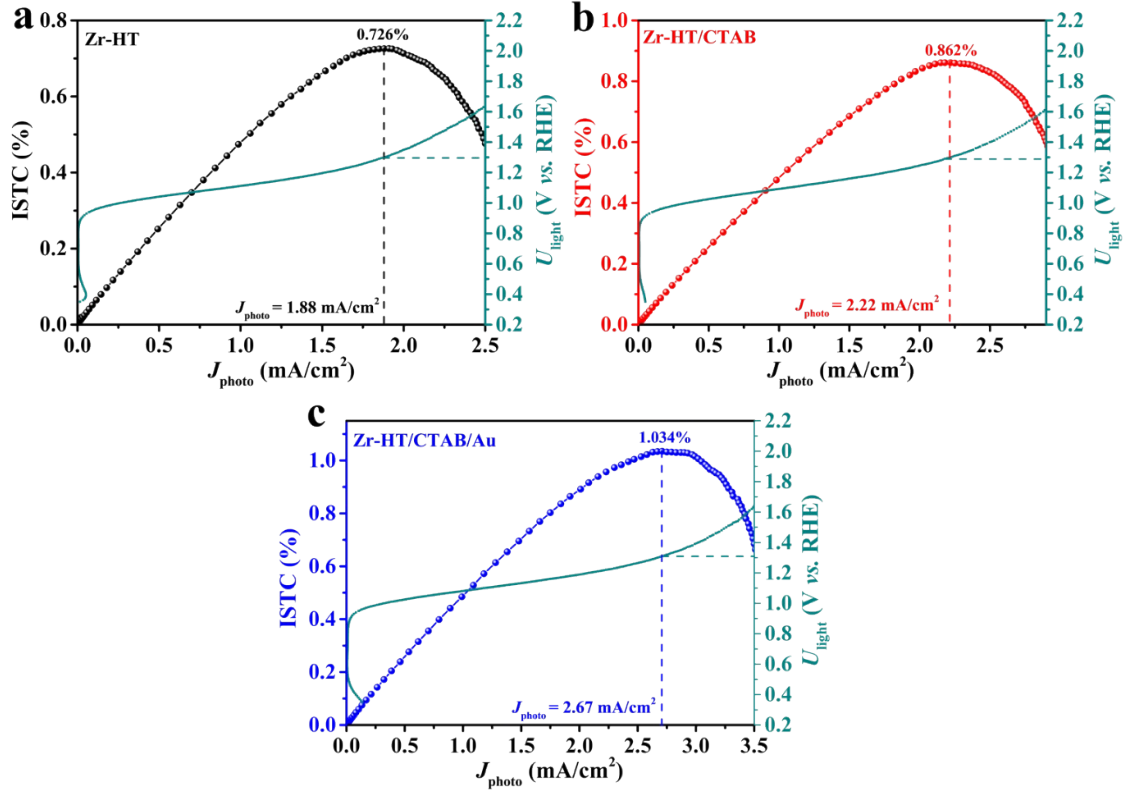 a
Zr-HT
0.726%
ISTC (%)
0.8
0.6
0.4
0.2
0.0
2.2
2.0
1.8
1.6
1.4
1.2
1.0
0.8
0.6
0.4
0.2
U_light (V vs. RHE)
J_photo = 1.88 mA/cm²
0.0 0.5 1.0 1.5 2.0 2.5
J_photo (mA/cm²)
b
Zr-HT/CTAB
0.862%
ISTC (%)
1.0
0.8
0.6
0.4
0.2
0.0
2.2
2.0
1.8
1.6
1.4
1.2
1.0
0.8
0.6
0.4
0.2
U_light (V vs. RHE)
J_photo = 2.22 mA/cm²
0.0 0.5 1.0 1.5 2.0 2.5
J_photo (mA/cm²)
c
Zr-HT/CTAB/Au
1.034%
ISTC (%)
1.0
0.8
0.6
0.4
0.2
0.0
2.2
2.0
1.8
1.6
1.4
1.2
1.0
0.8
0.6
0.4
0.2
U_light (V vs. RHE)
J_photo = 2.67 mA/cm²
0.0 0.5 1.0 1.5 2.0 2.5 3.0 3.5
J_photo (mA/cm²)